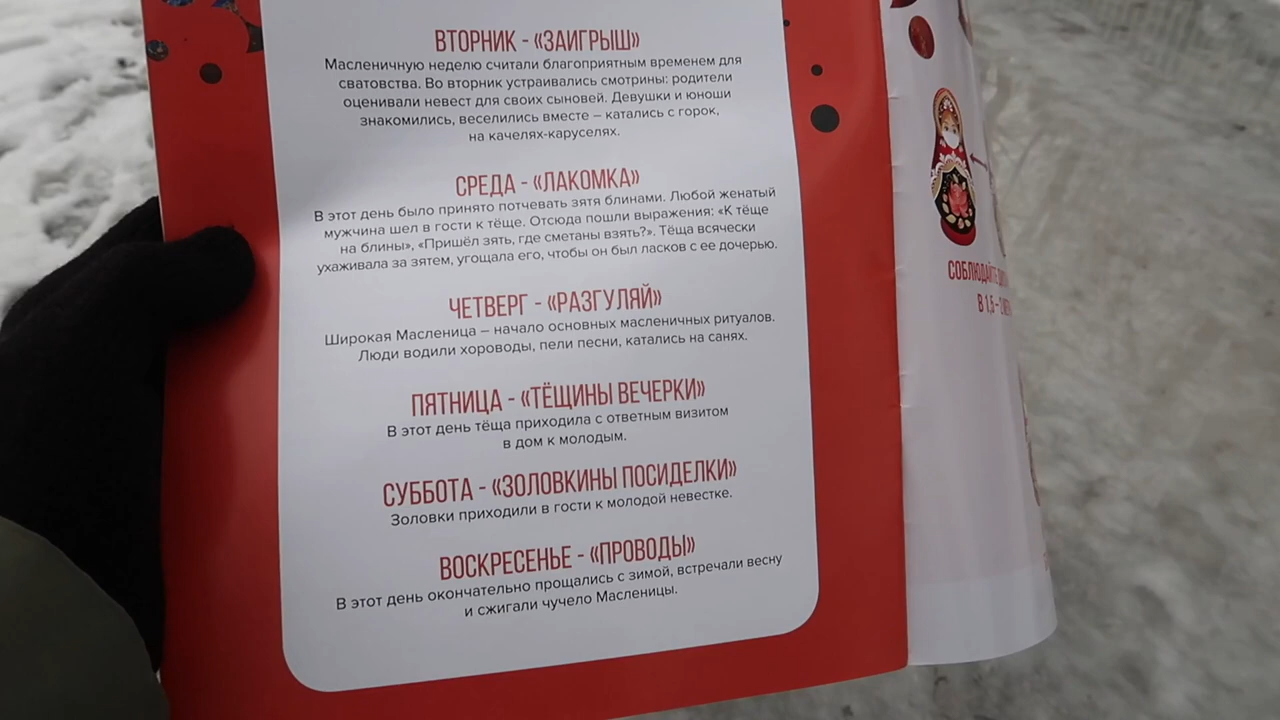 ВТОРНИК - «ЗАИГРЫШ»
Масленичную неделю считали благоприятным временем для
сватовства. Во вторник устраивались смотрины: родители
оценивали невест для своих сыновей. Девушки и юноши
знакомились, веселились вместе – катались с горок,
на качелях-каруселях.
СРЕДА - «ЛАКОМКА»
В этот день было принято потчевать зятя блинами. Любой женатый
мужчина шел в гости к тёще. Отсюда пошли выражения: «К тёще
на блины», «Пришёл зять, где сметаны взять?». Тёща всячески
ухаживала за зятем, угощала его, чтобы он был ласков с ее дочерью.
ЧЕТВЕРГ - «РАЗГУЛЯЙ»
Широкая Масленица – начало основных масленичных ритуалов.
Люди водили хороводы, пели песни, катались на санях.
ПЯТНИЦА - «ТЁЩИНЫ ВЕЧЕРКИ»
В этот день тёща приходила с ответным визитом
в дом к молодым.
СУББОТА - «ЗОЛОВКИНЫ ПОСИДЕЛКИ»
Золовки приходили в гости к молодой невестке.
ВОСКРЕСЕНЬЕ - «ПРОВОДЫ»
В этот день окончательно прощались с зимой, встречали весну
и сжигали чучело Масленицы.
В 1,5 –